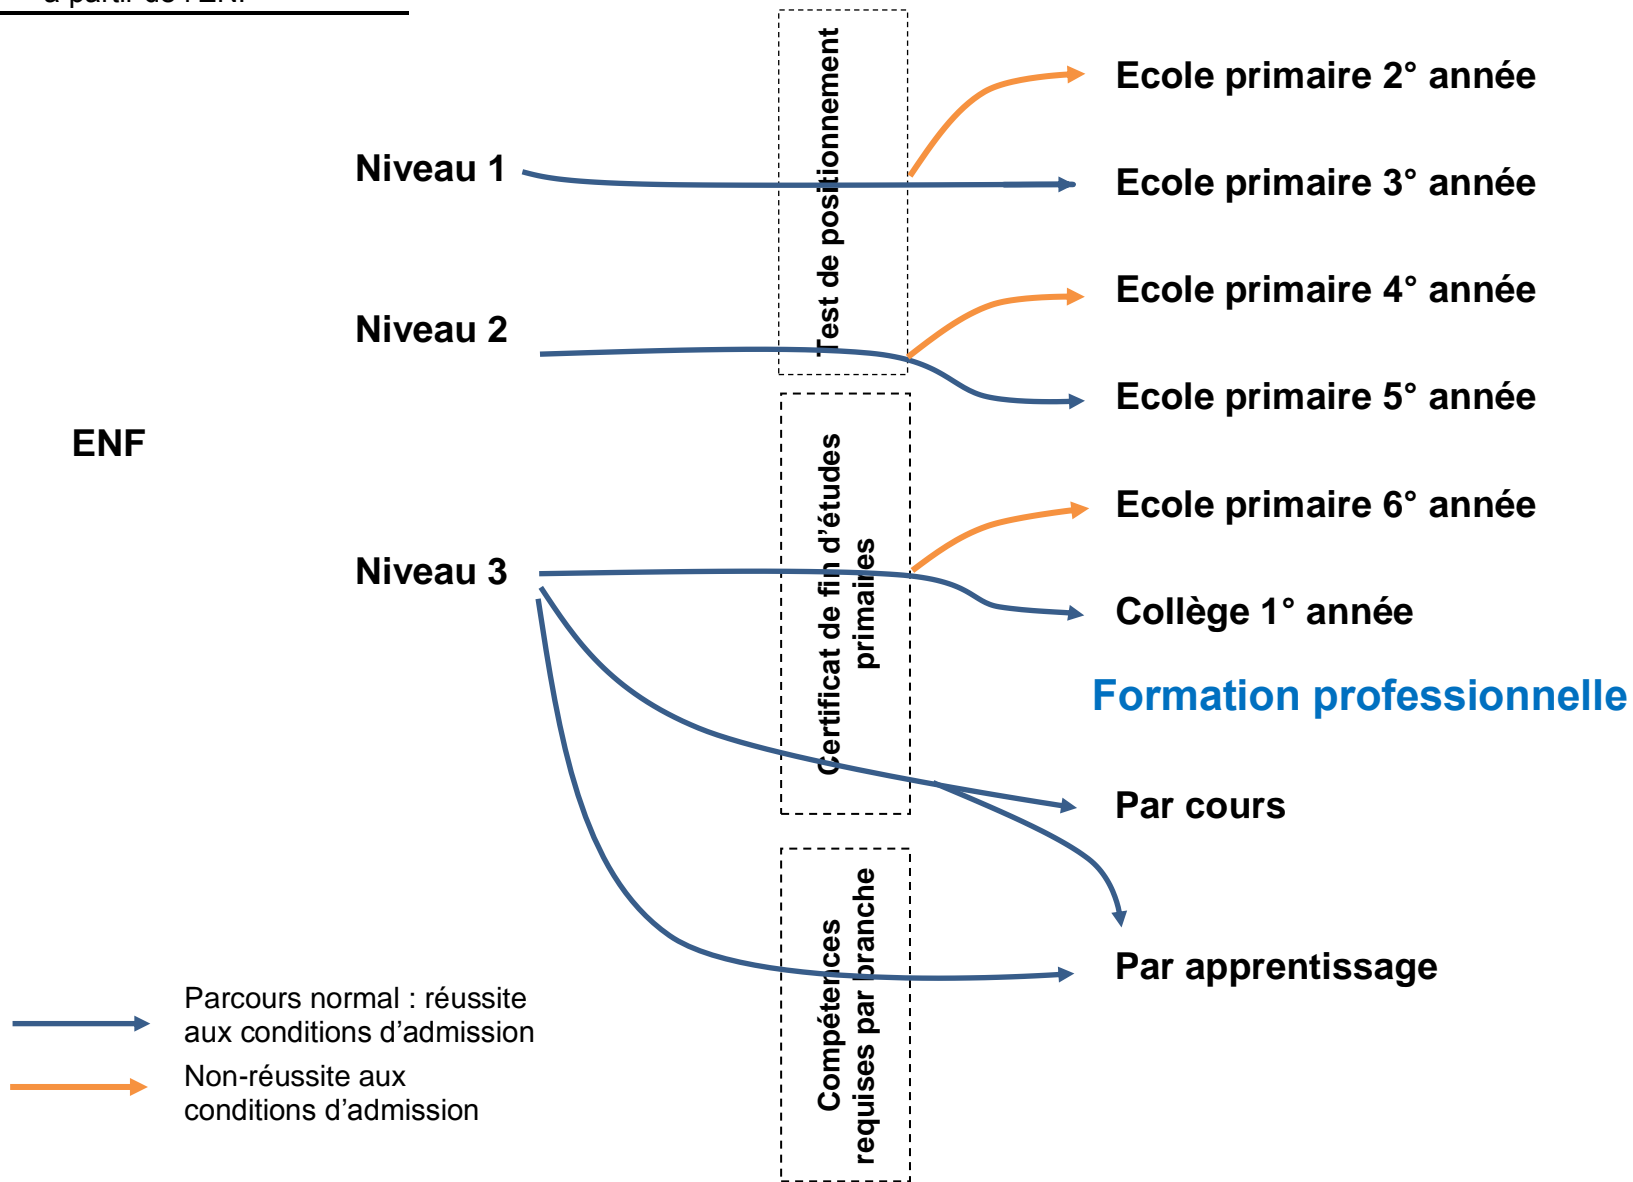 à partir de l'ENF
Test de positionnement
Ecole primaire 2° année
Niveau 1
Ecole primaire 3° année
Ecole primaire 4° année
Niveau 2
Ecole primaire 5° année
ENF
Certificat de fin d’études
primaires
Ecole primaire 6° année
Niveau 3
Collège 1° année
Formation professionnelle
Par cours
Compétences
requises par branche
Par apprentissage
Parcours normal : réussite
aux conditions d’admission
Non-réussite aux
conditions d’admission